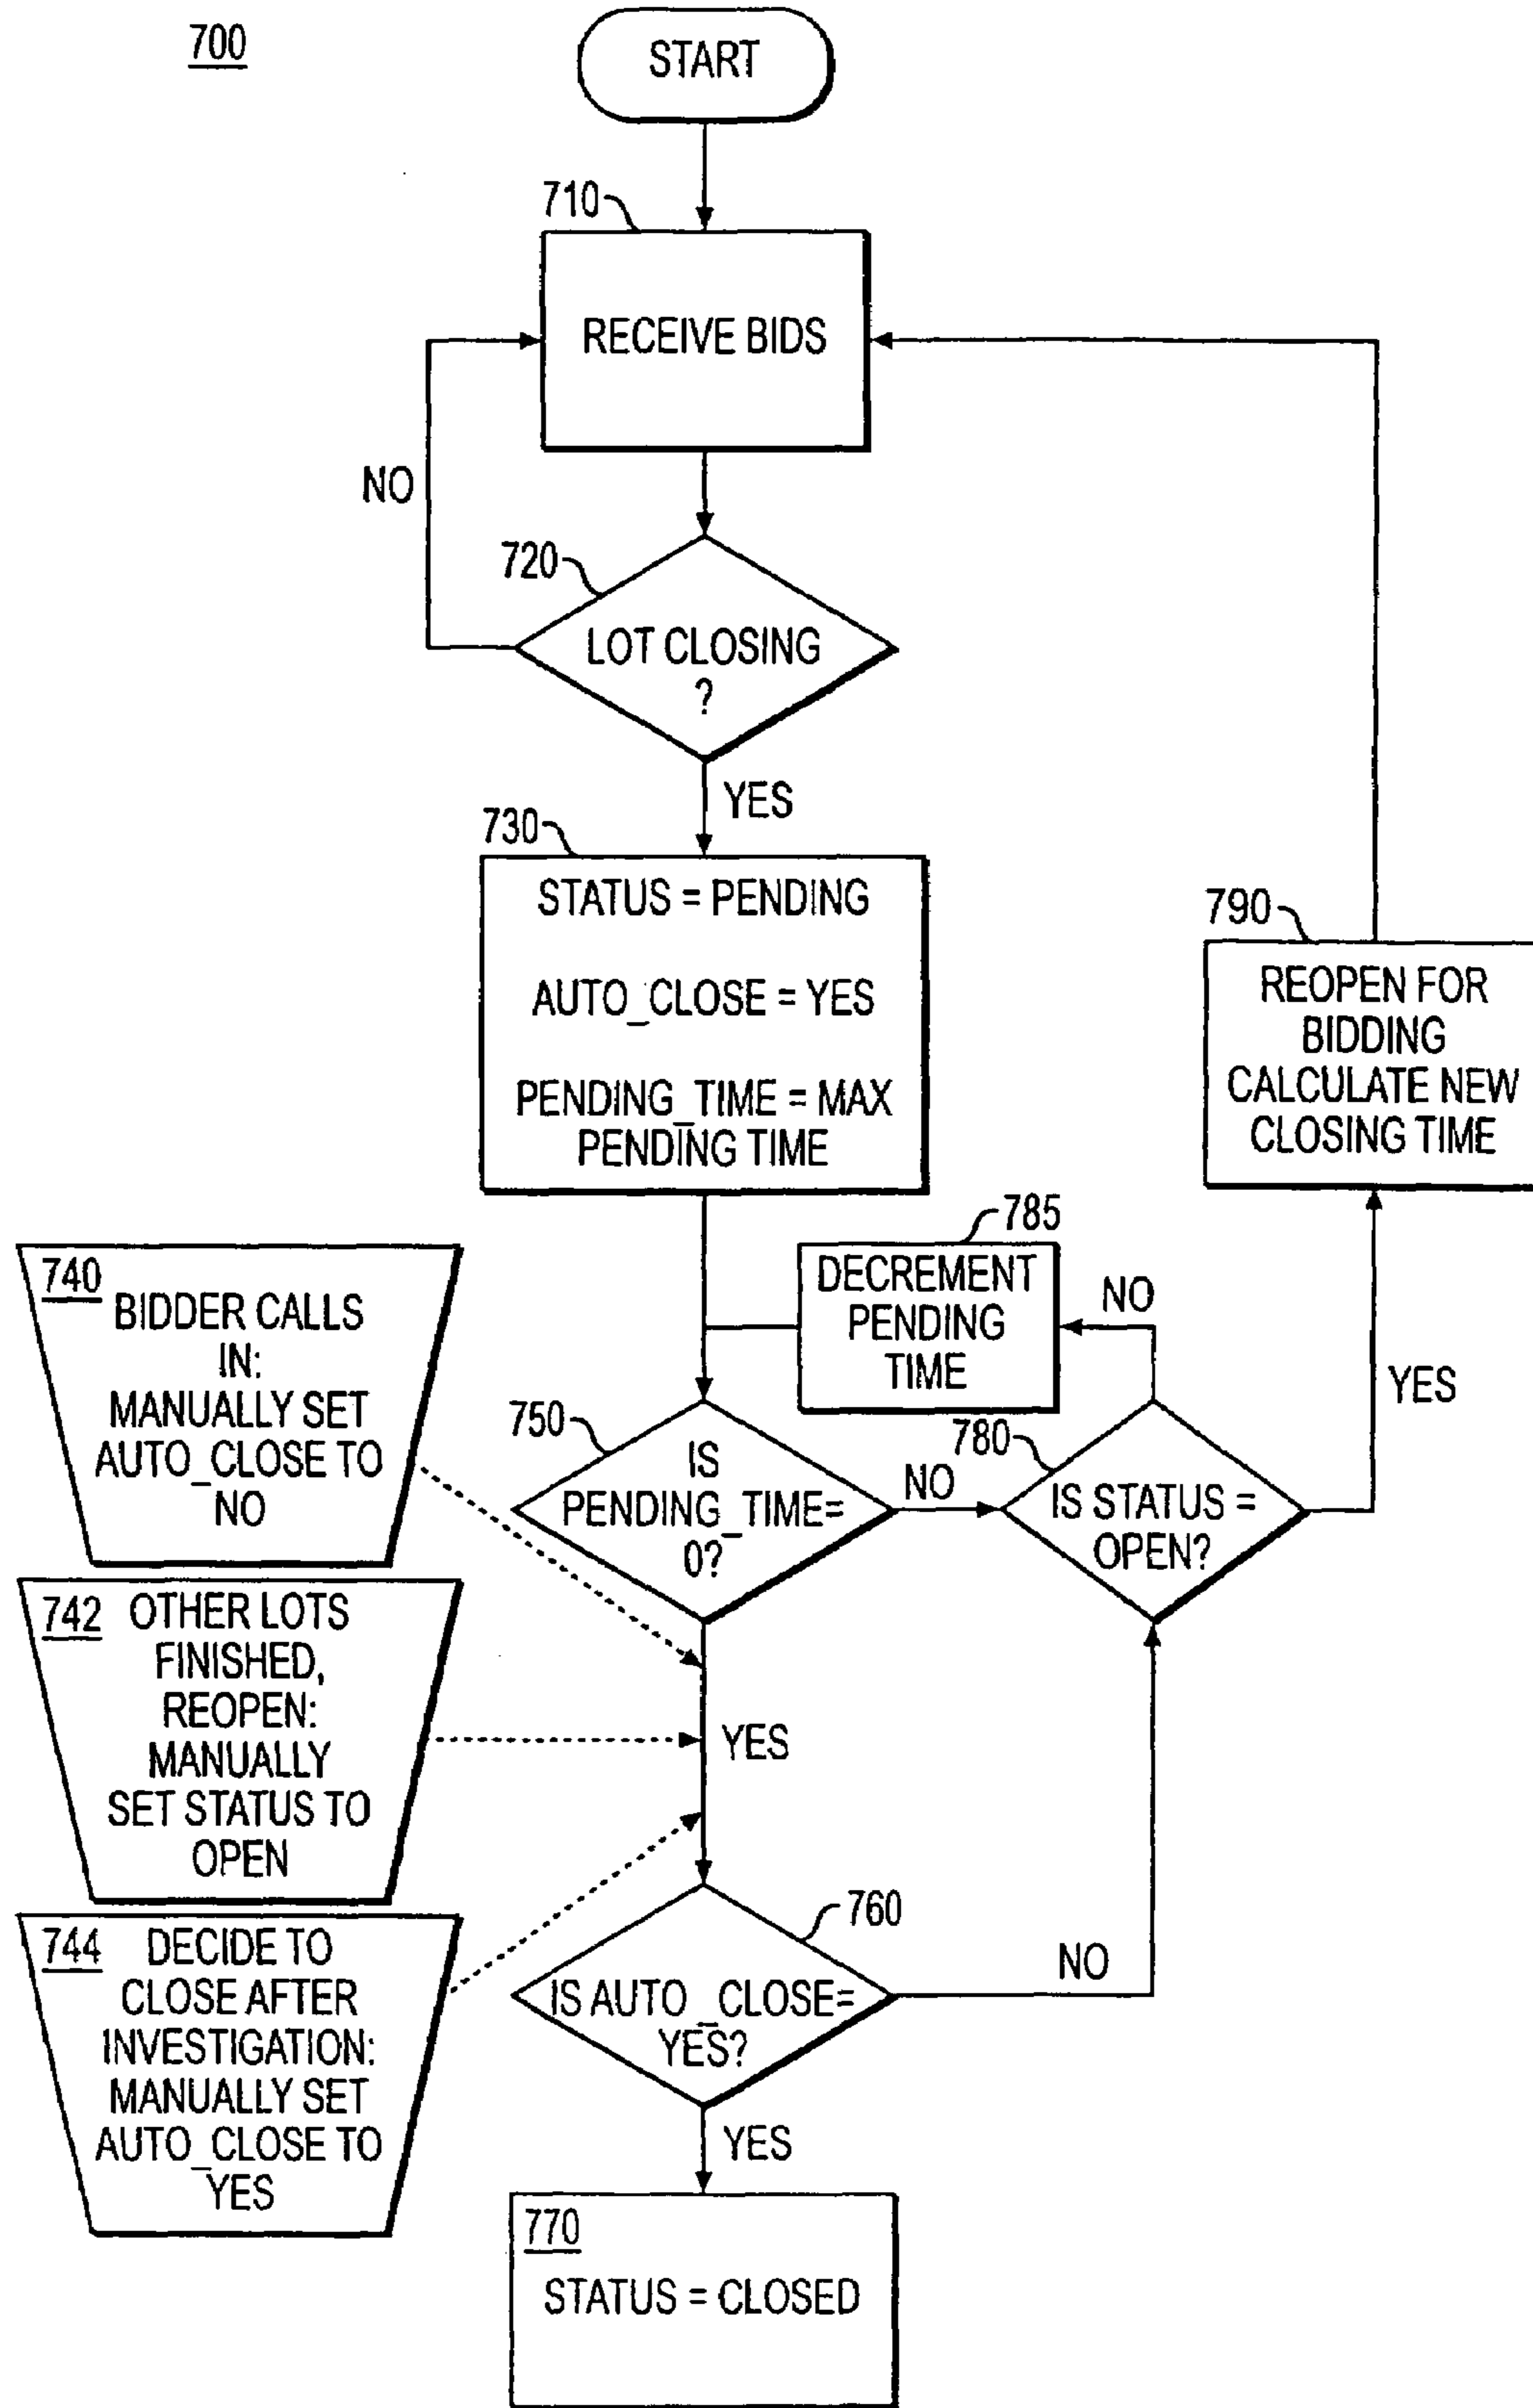 700
START
710
RECEIVE BIDS
NO
720
LOT CLOSING
?
YES
730
STATUS = PENDING
AUTO_CLOSE = YES
PENDING_TIME = MAX
PENDING TIME
790
REOPEN FOR
BIDDING
CALCULATE NEW
CLOSING TIME
785
DECREMENT
PENDING
TIME
NO
YES
740
BIDDER CALLS
IN:
MANUALLY SET
AUTO_CLOSE TO
NO
750
IS
PENDING_TIME=
0?
NO
780
IS STATUS =
OPEN?
742 OTHER LOTS
FINISHED,
REOPEN:
MANUALLY
SET STATUS TO
OPEN
YES
744 DECIDE TO
CLOSE AFTER
INVESTIGATION:
MANUALLY SET
AUTO_CLOSE TO
YES
760
IS AUTO_CLOSE=
YES?
NO
YES
770
STATUS = CLOSED